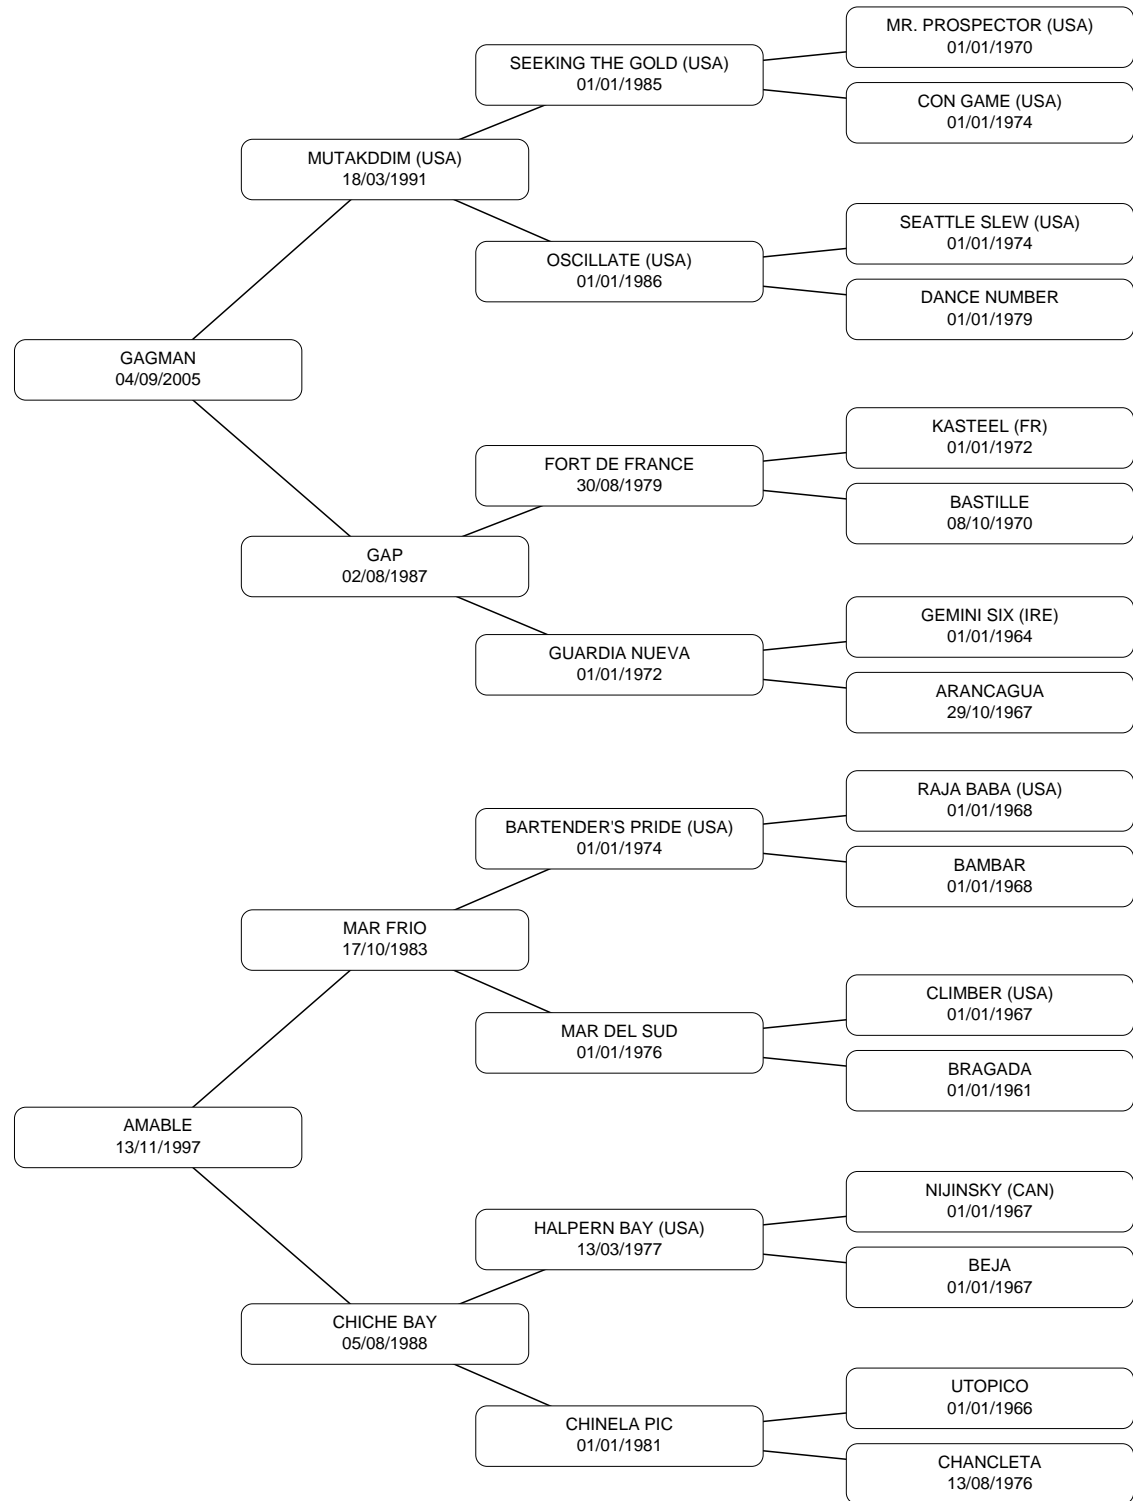 MR. PROSPECTOR (USA)
01/01/1970
SEEKING THE GOLD (USA)
01/01/1985
CON GAME (USA)
01/01/1974
MUTAKDDIM (USA)
18/03/1991
SEATTLE SLEW (USA)
01/01/1974
OSCILLATE (USA)
01/01/1986
DANCE NUMBER
01/01/1979
GAGMAN
04/09/2005
KASTEEL (FR)
01/01/1972
FORT DE FRANCE
30/08/1979
BASTILLE
08/10/1970
GAP
02/08/1987
GEMINI SIX (IRE)
01/01/1964
GUARDIA NUEVA
01/01/1972
ARANCAGUA
29/10/1967
RAJA BABA (USA)
01/01/1968
BARTENDER'S PRIDE (USA)
01/01/1974
BAMBAR
01/01/1968
MAR FRIO
17/10/1983
CLIMBER (USA)
01/01/1967
MAR DEL SUD
01/01/1976
BRAGADA
01/01/1961
AMABLE
13/11/1997
NIJINSKY (CAN)
01/01/1967
HALPERN BAY (USA)
13/03/1977
BEJA
01/01/1967
CHICHE BAY
05/08/1988
UTOPICO
01/01/1966
CHINELA PIC
01/01/1981
CHANCLETA
13/08/1976